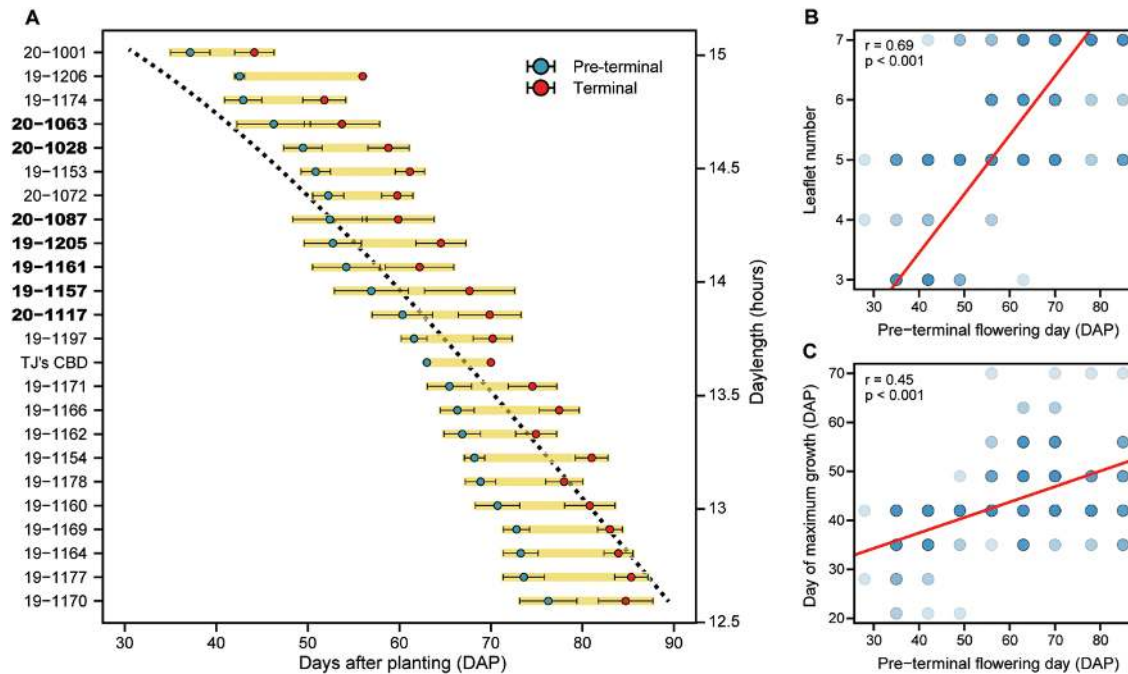 A
20-1001
19-1206
19-1174
20-1063
20-1028
19-1153
20-1072
20-1087
19-1205
19-1161
19-1157
20-1117
19-1197
TJ's CBD
19-1171
19-1166
19-1162
19-1154
19-1178
19-1160
19-1169
19-1164
19-1177
19-1170
Pre-terminal
Terminal
15
14.5
14
13.5
13
12.5
Daylength (hours)
30 40 50 60 70 80 90
Days after planting (DAP)
B
r = 0.69
p < 0.001
7
6
5
4
3
Leaflet number
30 40 50 60 70 80
Pre-terminal flowering day (DAP)
C
r = 0.45
p < 0.001
70
60
50
40
30
20
Day of maximum growth (DAP)
30 40 50 60 70 80
Pre-terminal flowering day (DAP)